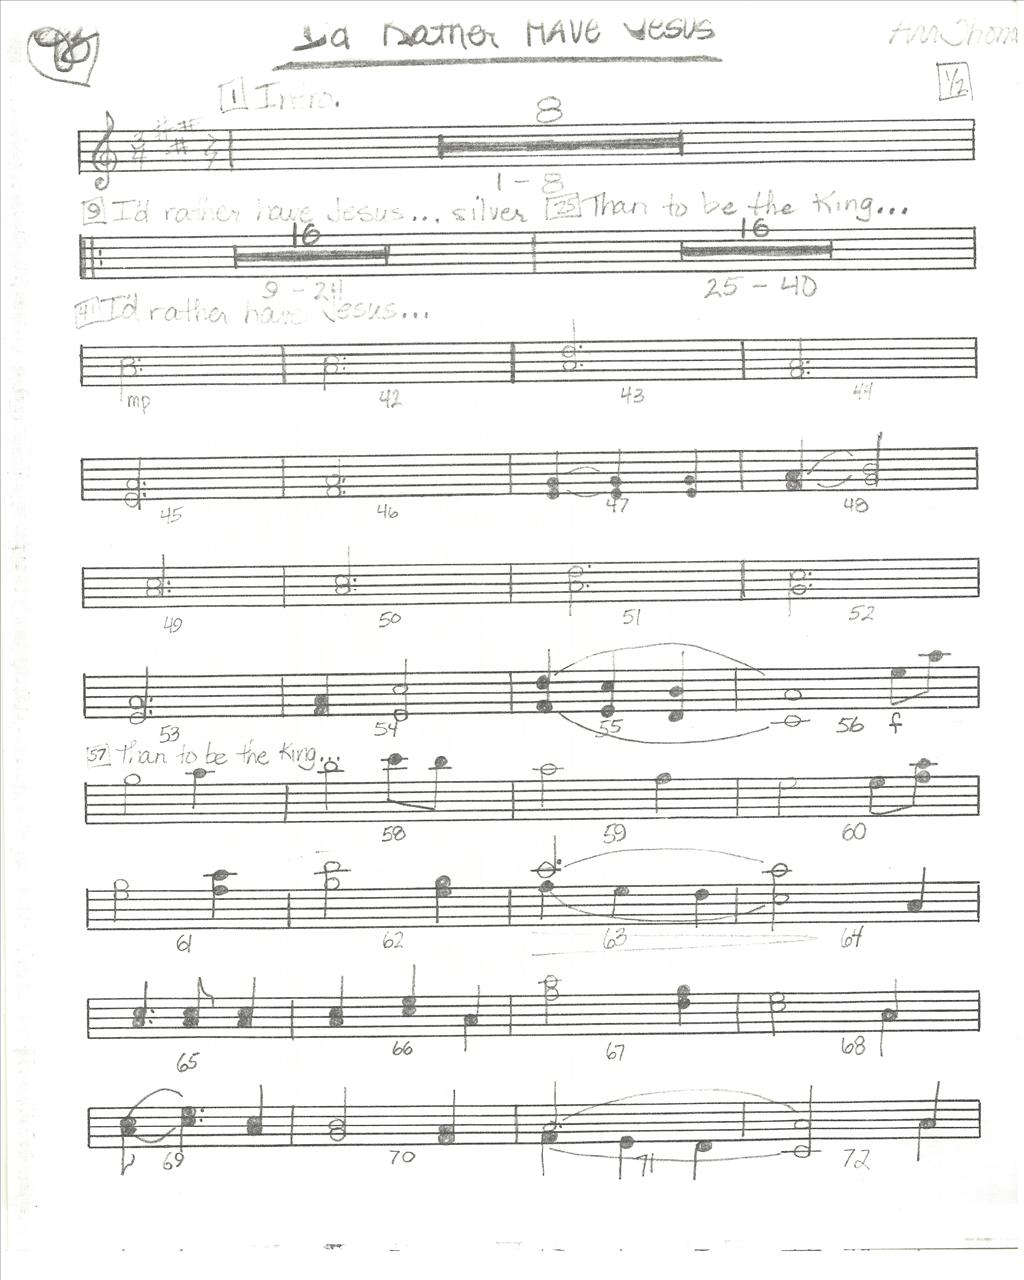 98 I'd Rather HAVE Jesus
1/2
1 Intro.
3/4
8
1 - 8
9 I'd rather have Jesus... silver 25 Than to be the King...
16 16
9 - 24 25 - 40
41 I'd rather have Jesus...
mp 42 43 44
45 46 47 48
49 50 51 52
53 54 55 56 f
57 Than to be the King...
58 59 60
61 62 63 64
65 66 67 68
69 70 71 72